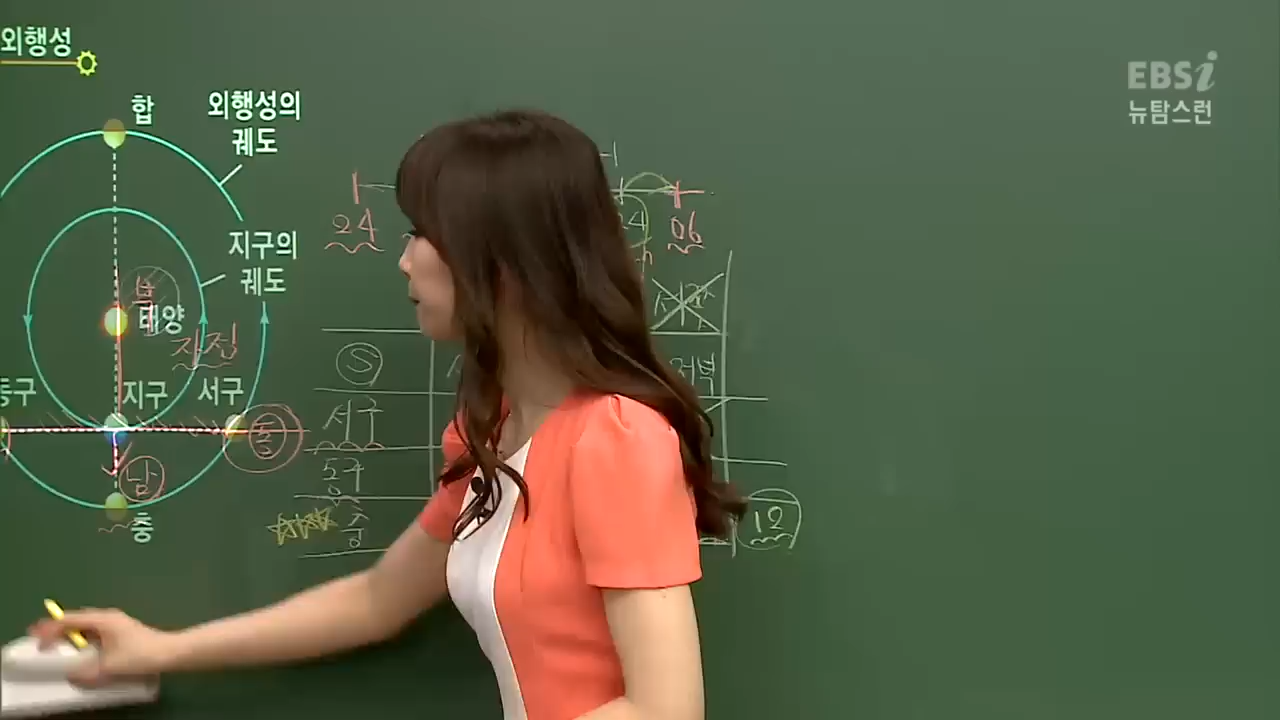 외행성
EBSi
뉴탐스런
합
외행성의
궤도
24
24
06
h
지구의
궤도
태양
자정
S
저녁
동구
지구
서구
동
서구
남
동구
충
충
12